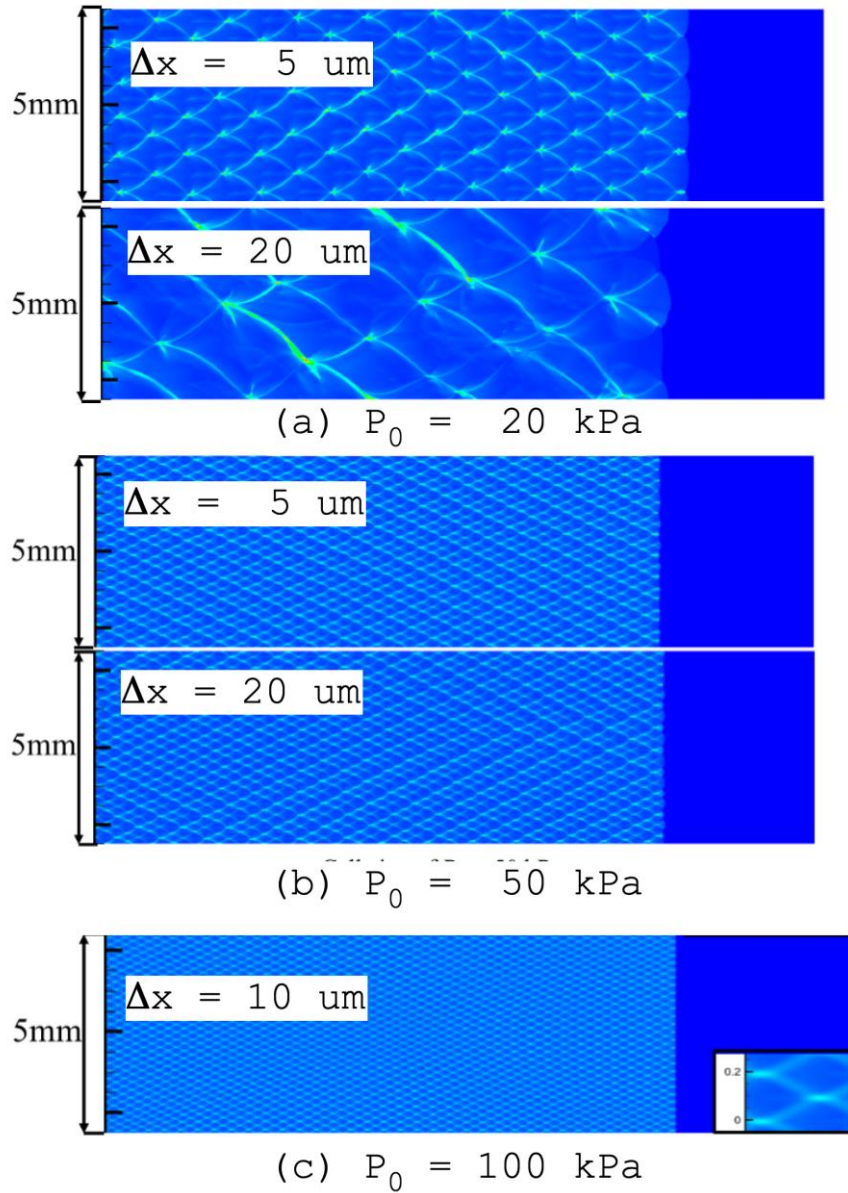 Δx = 5 um
5mm
Δx = 20 um
5mm
(a) P₀ = 20 kPa
Δx = 5 um
5mm
Δx = 20 um
5mm
(b) P₀ = 50 kPa
Δx = 10 um
5mm
0.2
0
(c) P₀ = 100 kPa